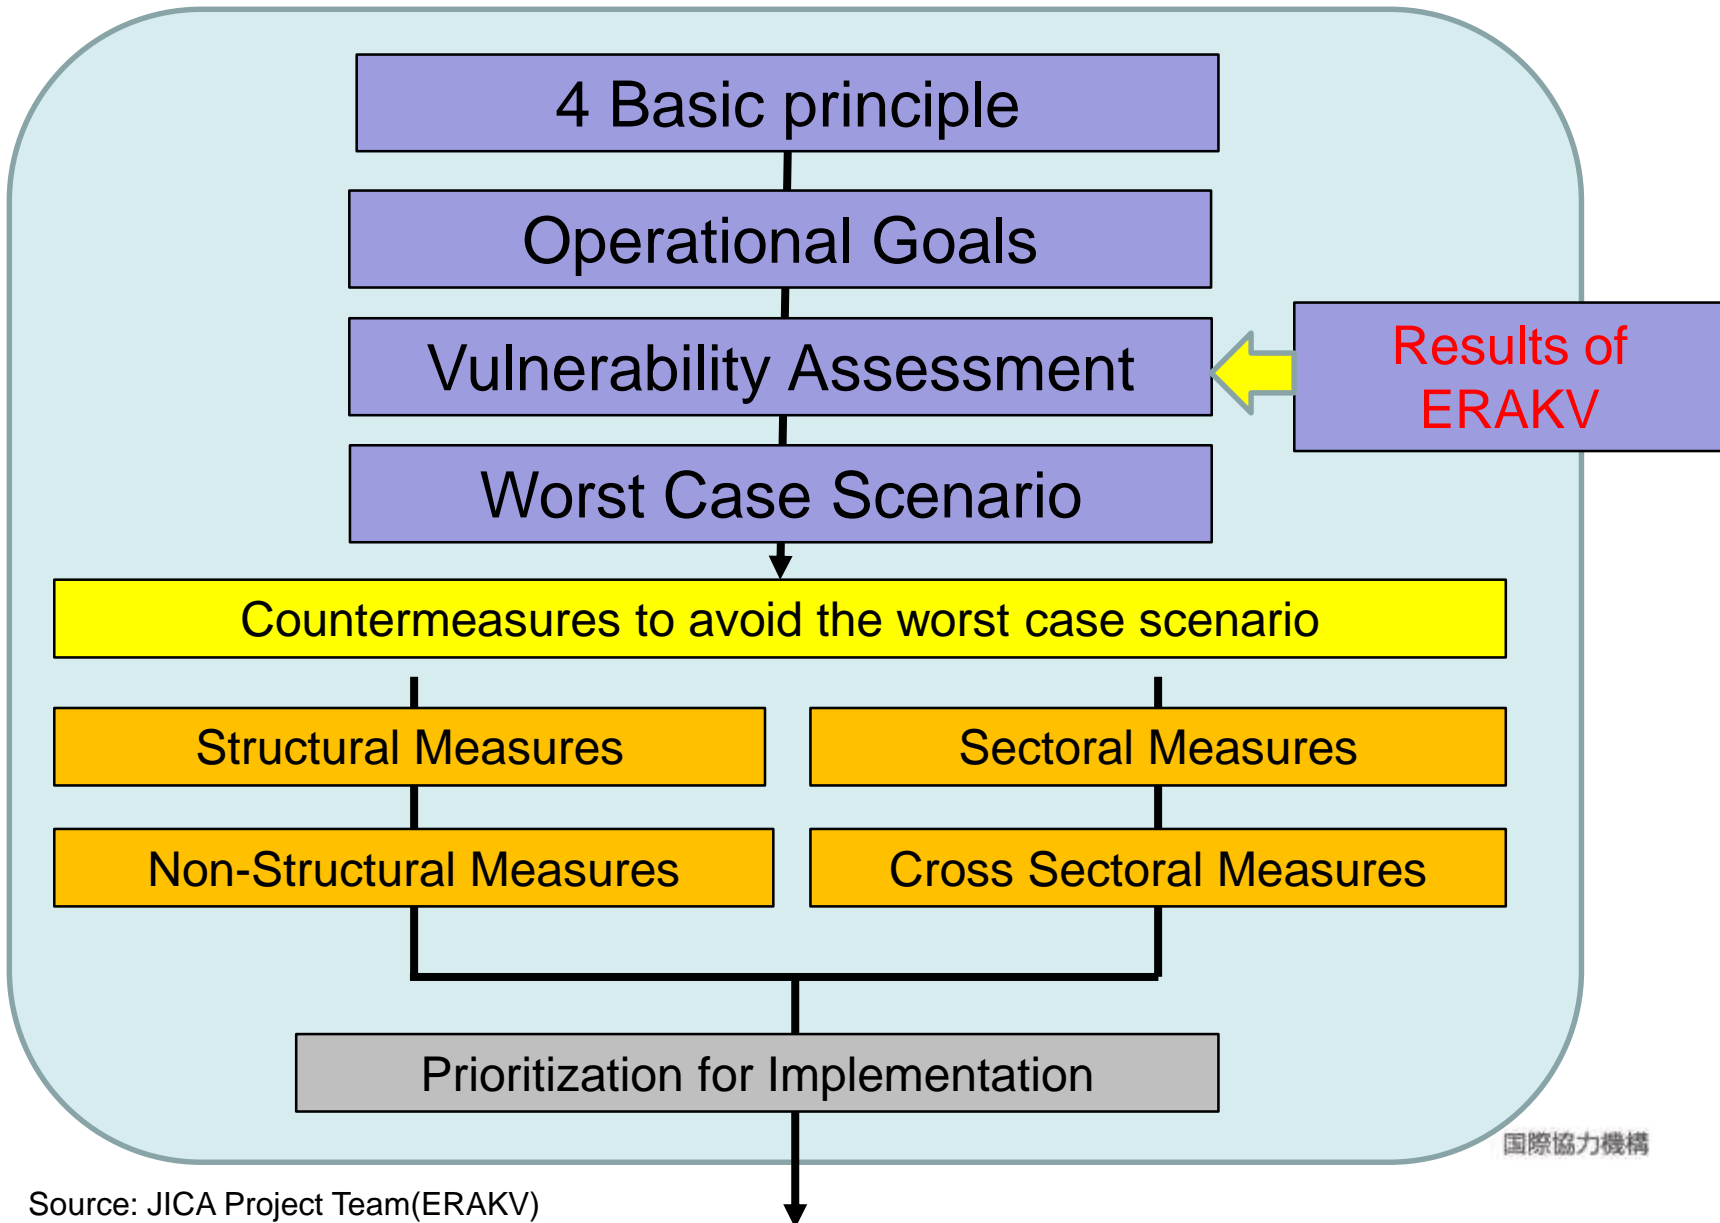 4 Basic principle
Operational Goals
Vulnerability Assessment
Results of
ERAKV
Worst Case Scenario
Countermeasures to avoid the worst case scenario
Structural Measures
Sectoral Measures
Non-Structural Measures
Cross Sectoral Measures
Prioritization for Implementation
国際協力機構
Source: JICA Project Team(ERAKV)